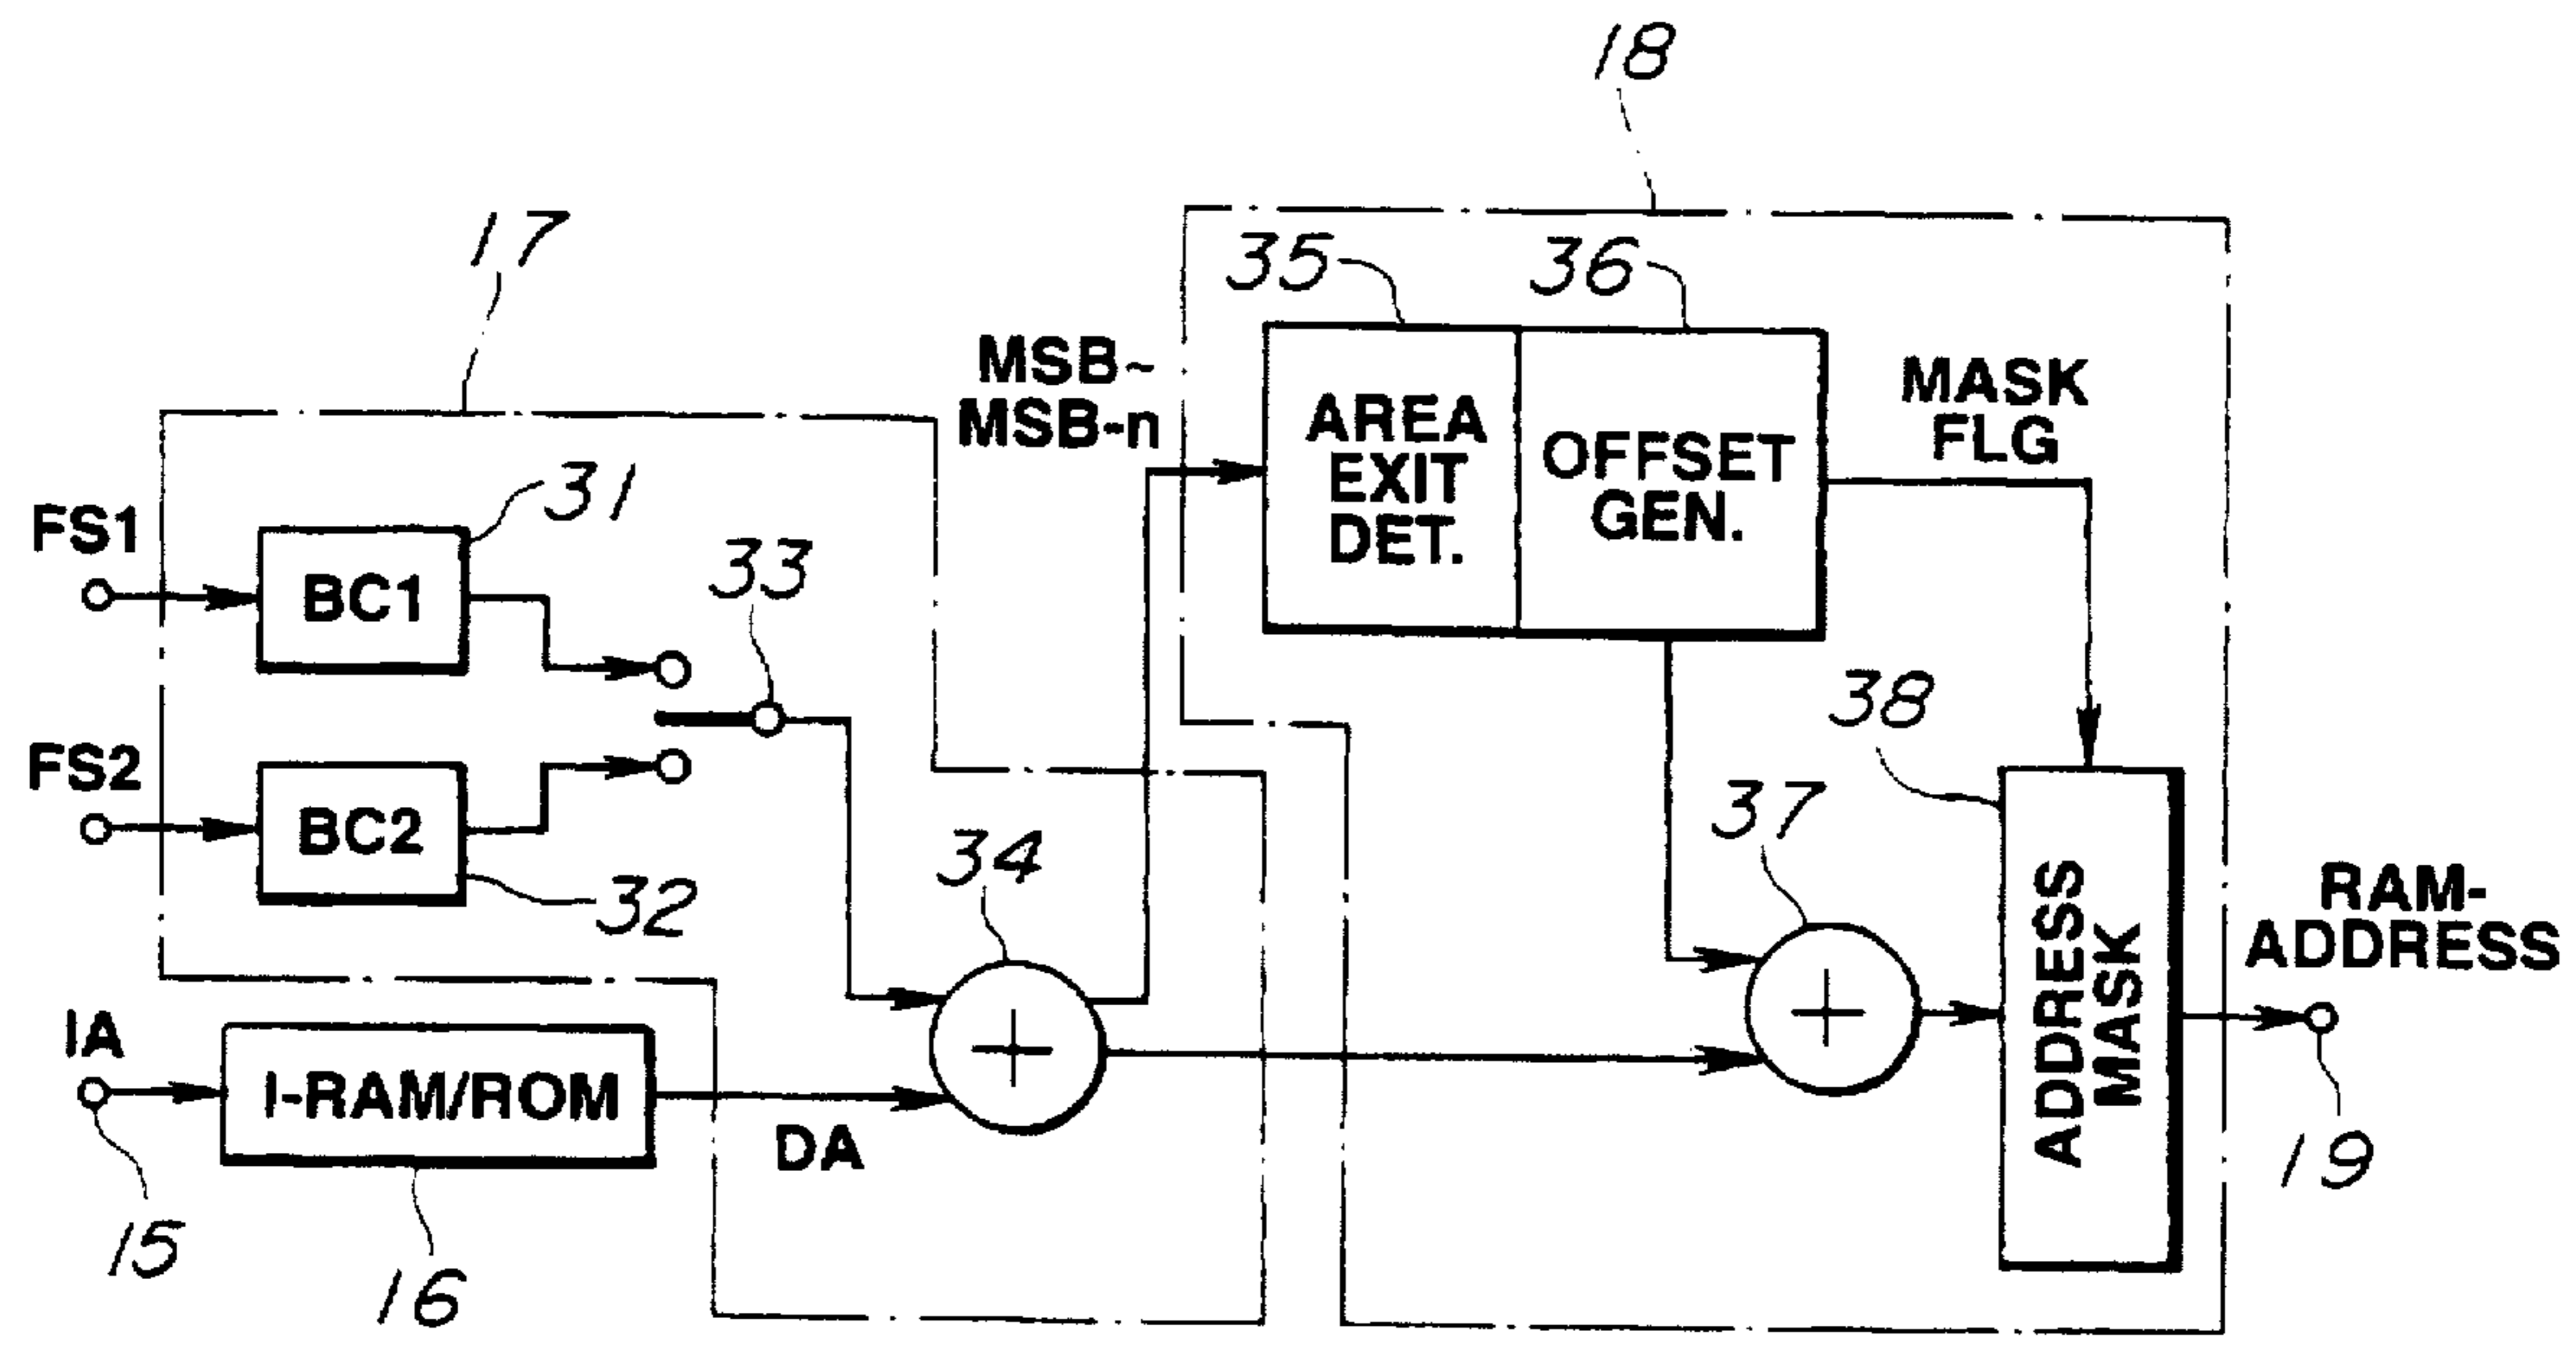 18
17
35
36
MSB~
MSB-n
AREA
EXIT
DET.
OFFSET
GEN.
MASK
FLG
31
FS1
BC1
33
38
FS2
BC2
32
34
37
ADDRESS
MASK
RAM-
ADDRESS
IA
I-RAM/ROM
DA
+
+
15
16
19